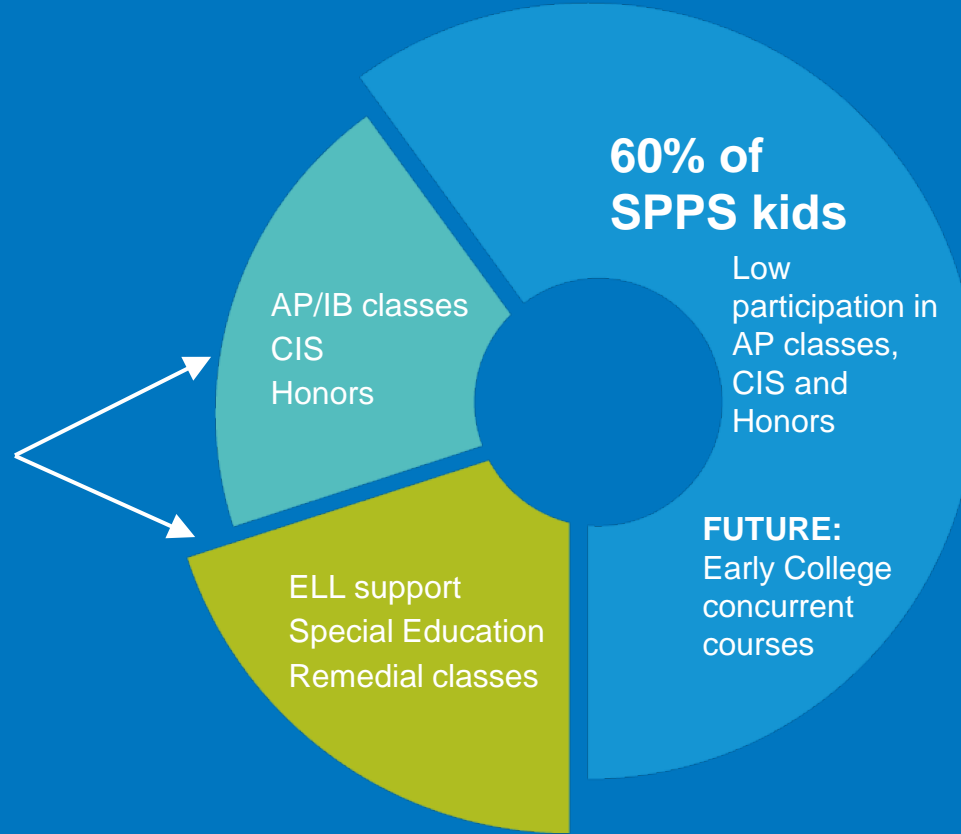 60% of
SPPS kids
Low
participation in
AP classes,
CIS and
Honors
FUTURE:
Early College
concurrent
courses
AP/IB classes
CIS
Honors
ELL support
Special Education
Remedial classes